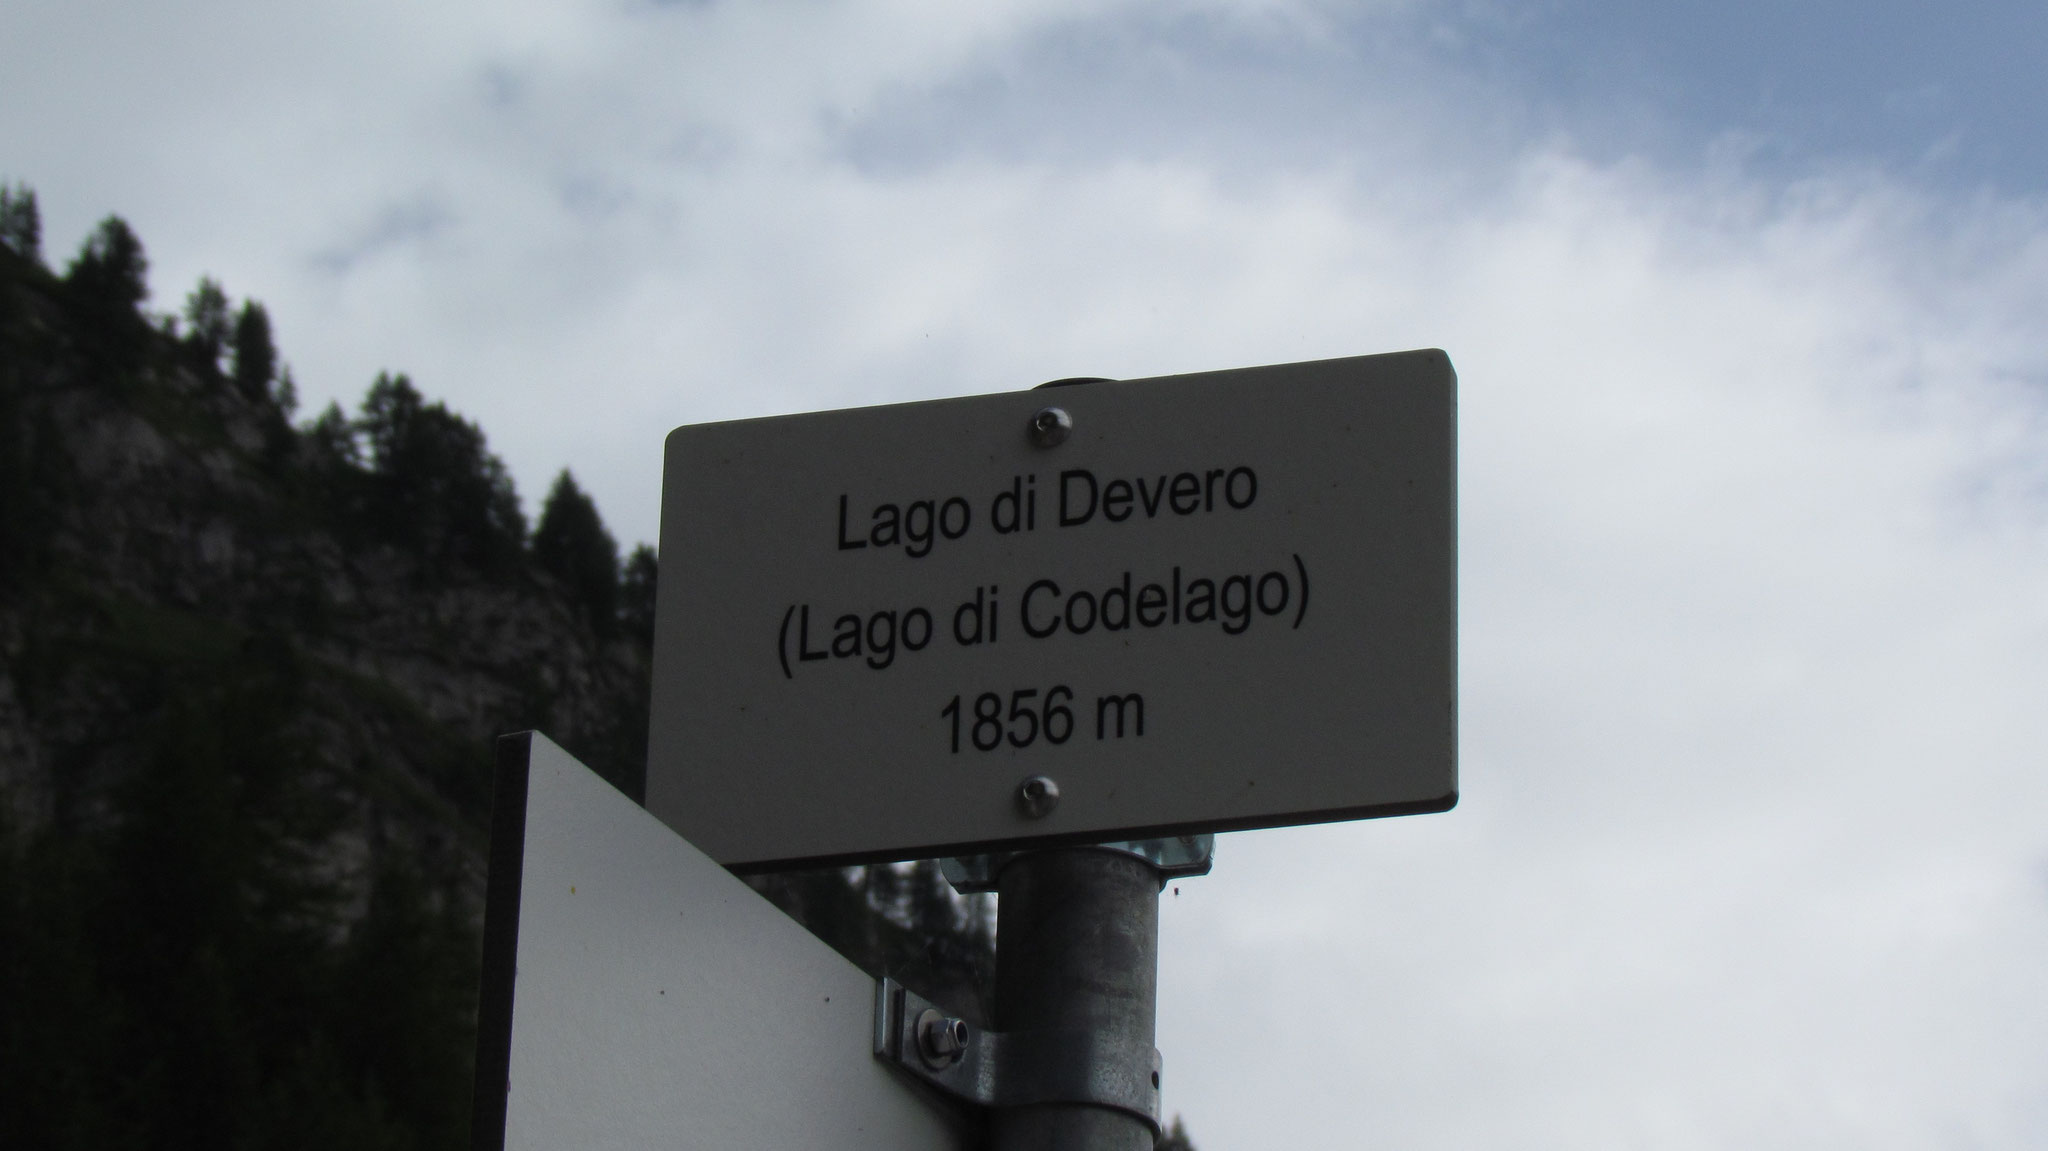 Lago di Devero
(Lago di Codelago)
1856 m